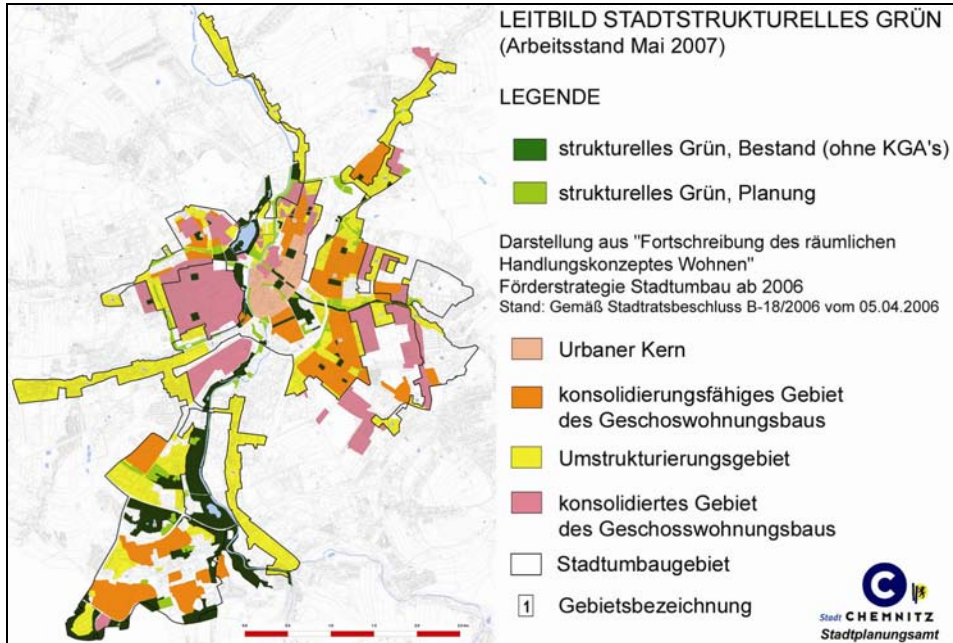 LEITBILD STADTSTRUKTURELLES GRÜN
(Arbeitsstand Mai 2007)
LEGENDE
strukturelles Grün, Bestand (ohne KGA's)
strukturelles Grün, Planung
Darstellung aus "Fortschreibung des räumlichen
Handlungskonzeptes Wohnen"
Förderstrategie Stadtumbau ab 2006
Stand: Gemäß Stadtratsbeschluss B-18/2006 vom 05.04.2006
Urbaner Kern
konsolidierungsfähiges Gebiet
des Geschoswohnungsbaus
Umstrukturierungsgebiet
konsolidiertes Gebiet
des Geschosswohnungsbaus
Stadtumbaugebiet
1 Gebietsbezeichnung
C
Stadt CHEMNITZ
Stadtplanungsamt